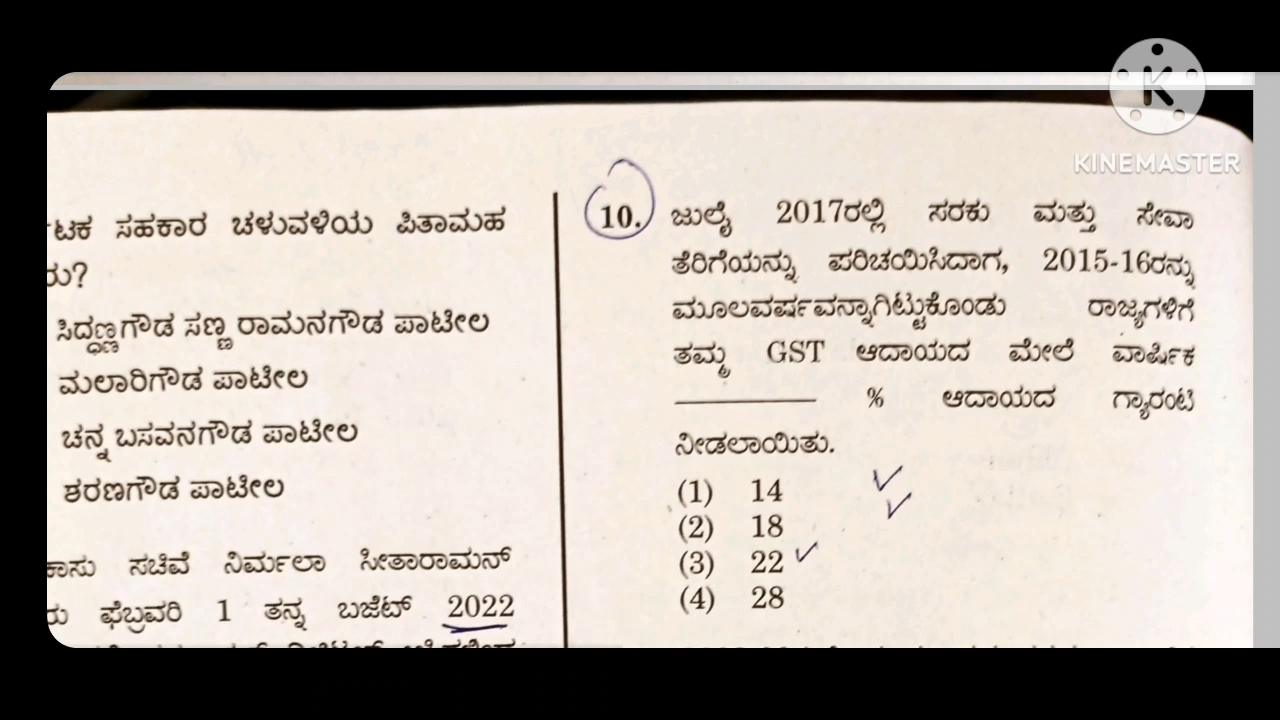 ಟಕ ಸಹಕಾರ ಚಳುವಳಿಯ ಪಿತಾಮಹ
ರು?
ಸಿದ್ಧಣ್ಣಗೌಡ ಸಣ್ಣ ರಾಮನಗೌಡ ಪಾಟೀಲ
ಮಲಾರಿಗೌಡ ಪಾಟೀಲ
ಚನ್ನ ಬಸವನಗೌಡ ಪಾಟೀಲ
ಶರಣಗೌಡ ಪಾಟೀಲ
ಕಾಸು ಸಚಿವೆ ನಿರ್ಮಲಾ ಸೀತಾರಾಮನ್
ರು ಫೆಬ್ರವರಿ 1 ತನ್ನ ಬಜೆಟ್ 2022
10. ಜುಲೈ 2017ರಲ್ಲಿ ಸರಕು ಮತ್ತು ಸೇವಾ
ತೆರಿಗೆಯನ್ನು ಪರಿಚಯಿಸಿದಾಗ, 2015-16ರನ್ನು
ಮೂಲವರ್ಷವನ್ನಾಗಿಟ್ಟುಕೊಂಡು ರಾಜ್ಯಗಳಿಗೆ
ತಮ್ಮ GST ಆದಾಯದ ಮೇಲೆ ವಾರ್ಷಿಕ
________ % ಆದಾಯದ ಗ್ಯಾರಂಟಿ
ನೀಡಲಾಯಿತು.
(1) 14
(2) 18
(3) 22
(4) 28
KINEMASTER